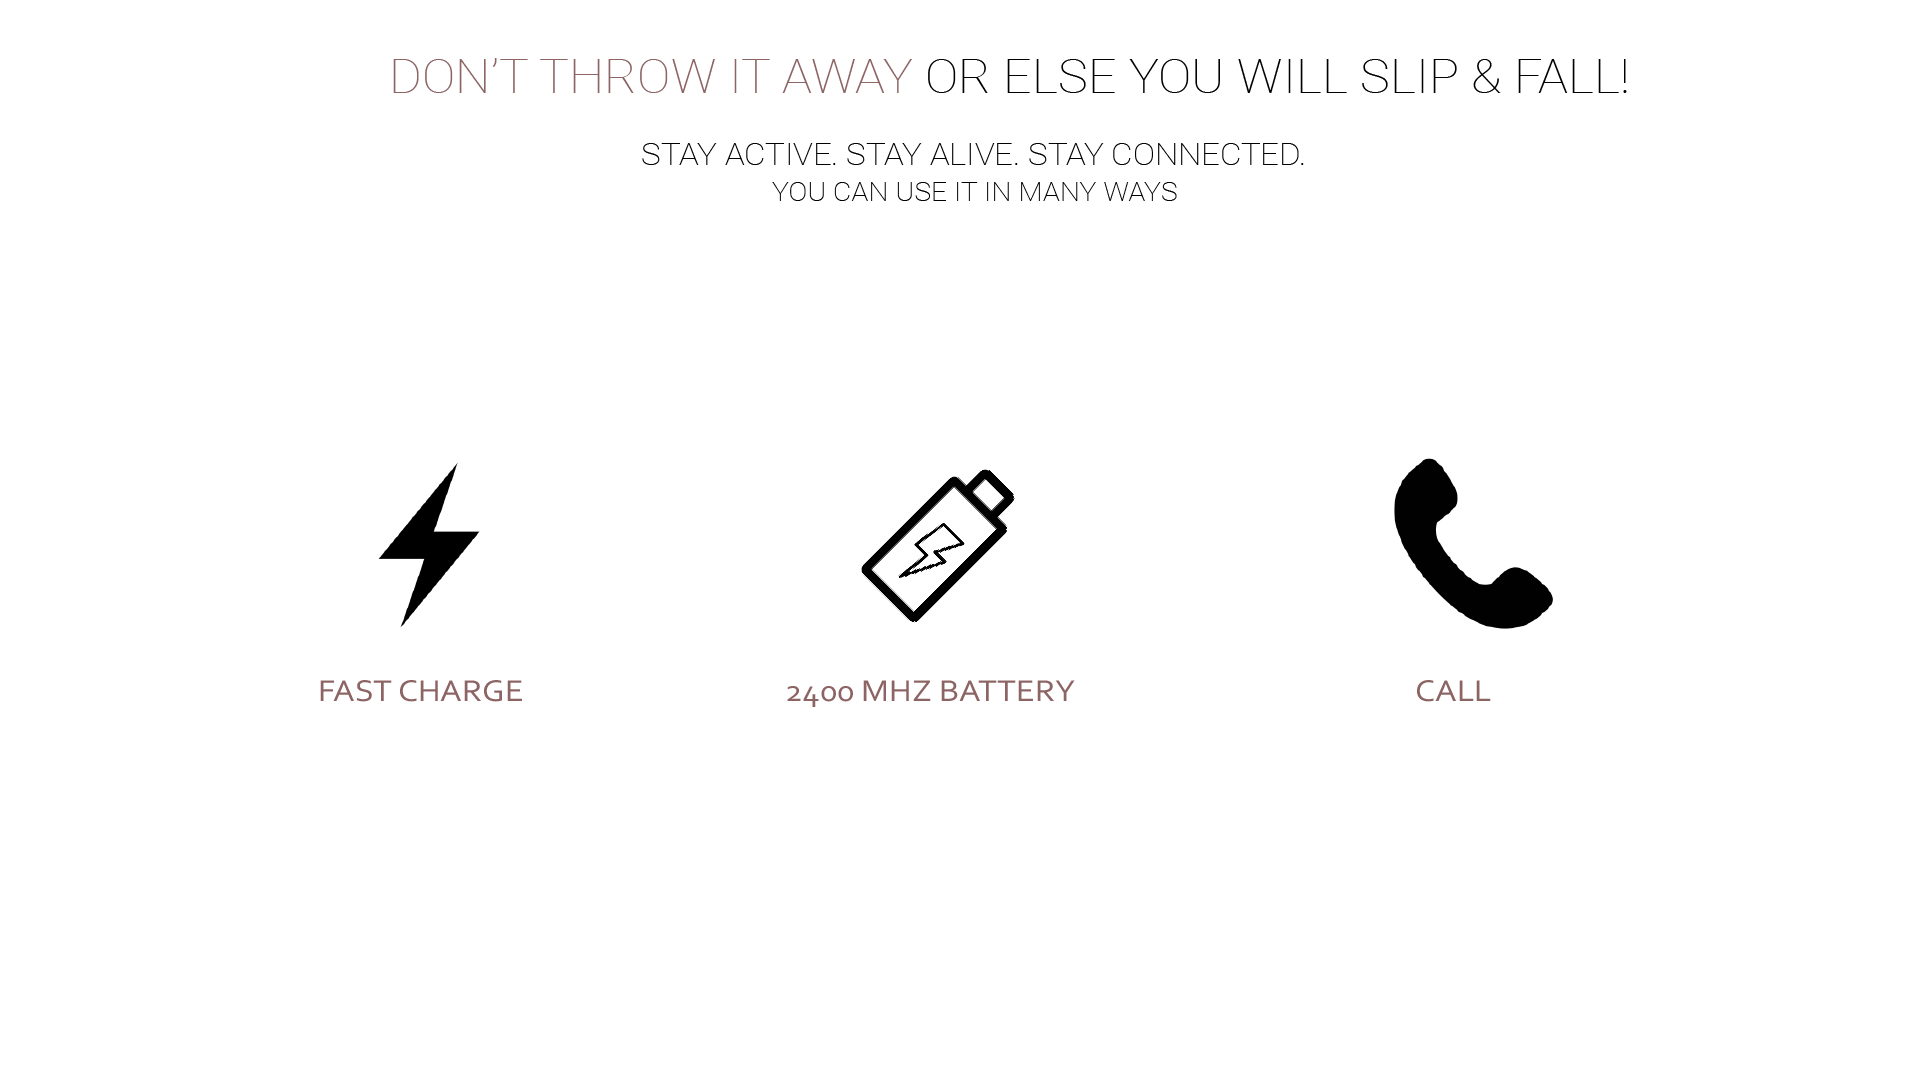 DON’T THROW IT AWAY OR ELSE YOU WILL SLIP & FALL!
STAY ACTIVE. STAY ALIVE. STAY CONNECTED.
YOU CAN USE IT IN MANY WAYS
FAST CHARGE
2400 MHZ BATTERY
CALL